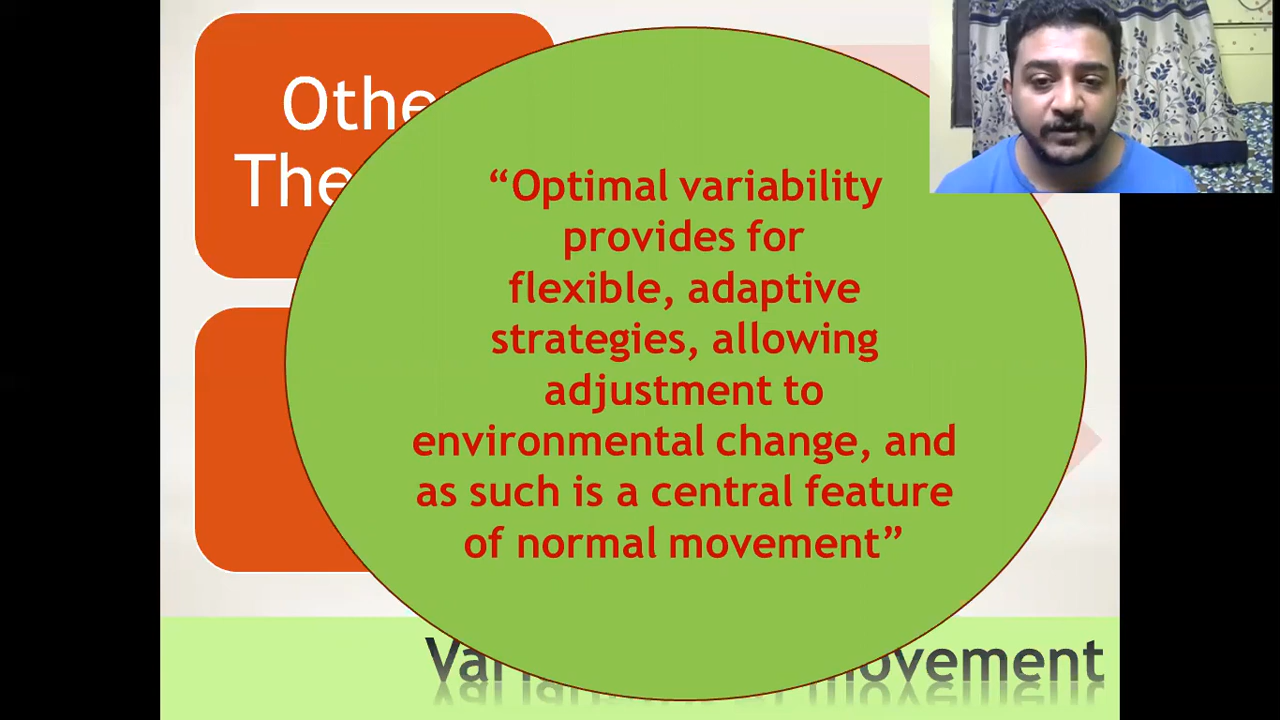 Othe
The
“Optimal variability
provides for
flexible, adaptive
strategies, allowing
adjustment to
environmental change, and
as such is a central feature
of normal movement”
Var ovement